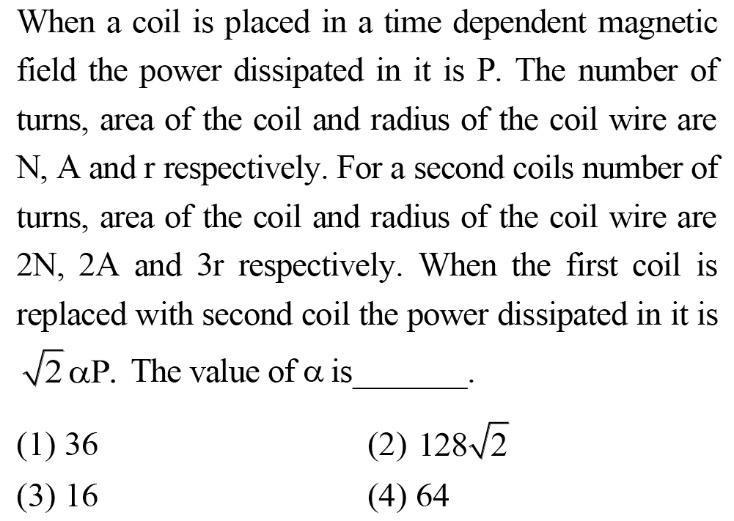 When a coil is placed in a time dependent magnetic
field the power dissipated in it is P. The number of
turns, area of the coil and radius of the coil wire are
N, A and r respectively. For a second coils number of
turns, area of the coil and radius of the coil wire are
2N, 2A and 3r respectively. When the first coil is
replaced with second coil the power dissipated in it is
√2 αP. The value of α is_______.
(1) 36 (2) 128√2
(3) 16 (4) 64